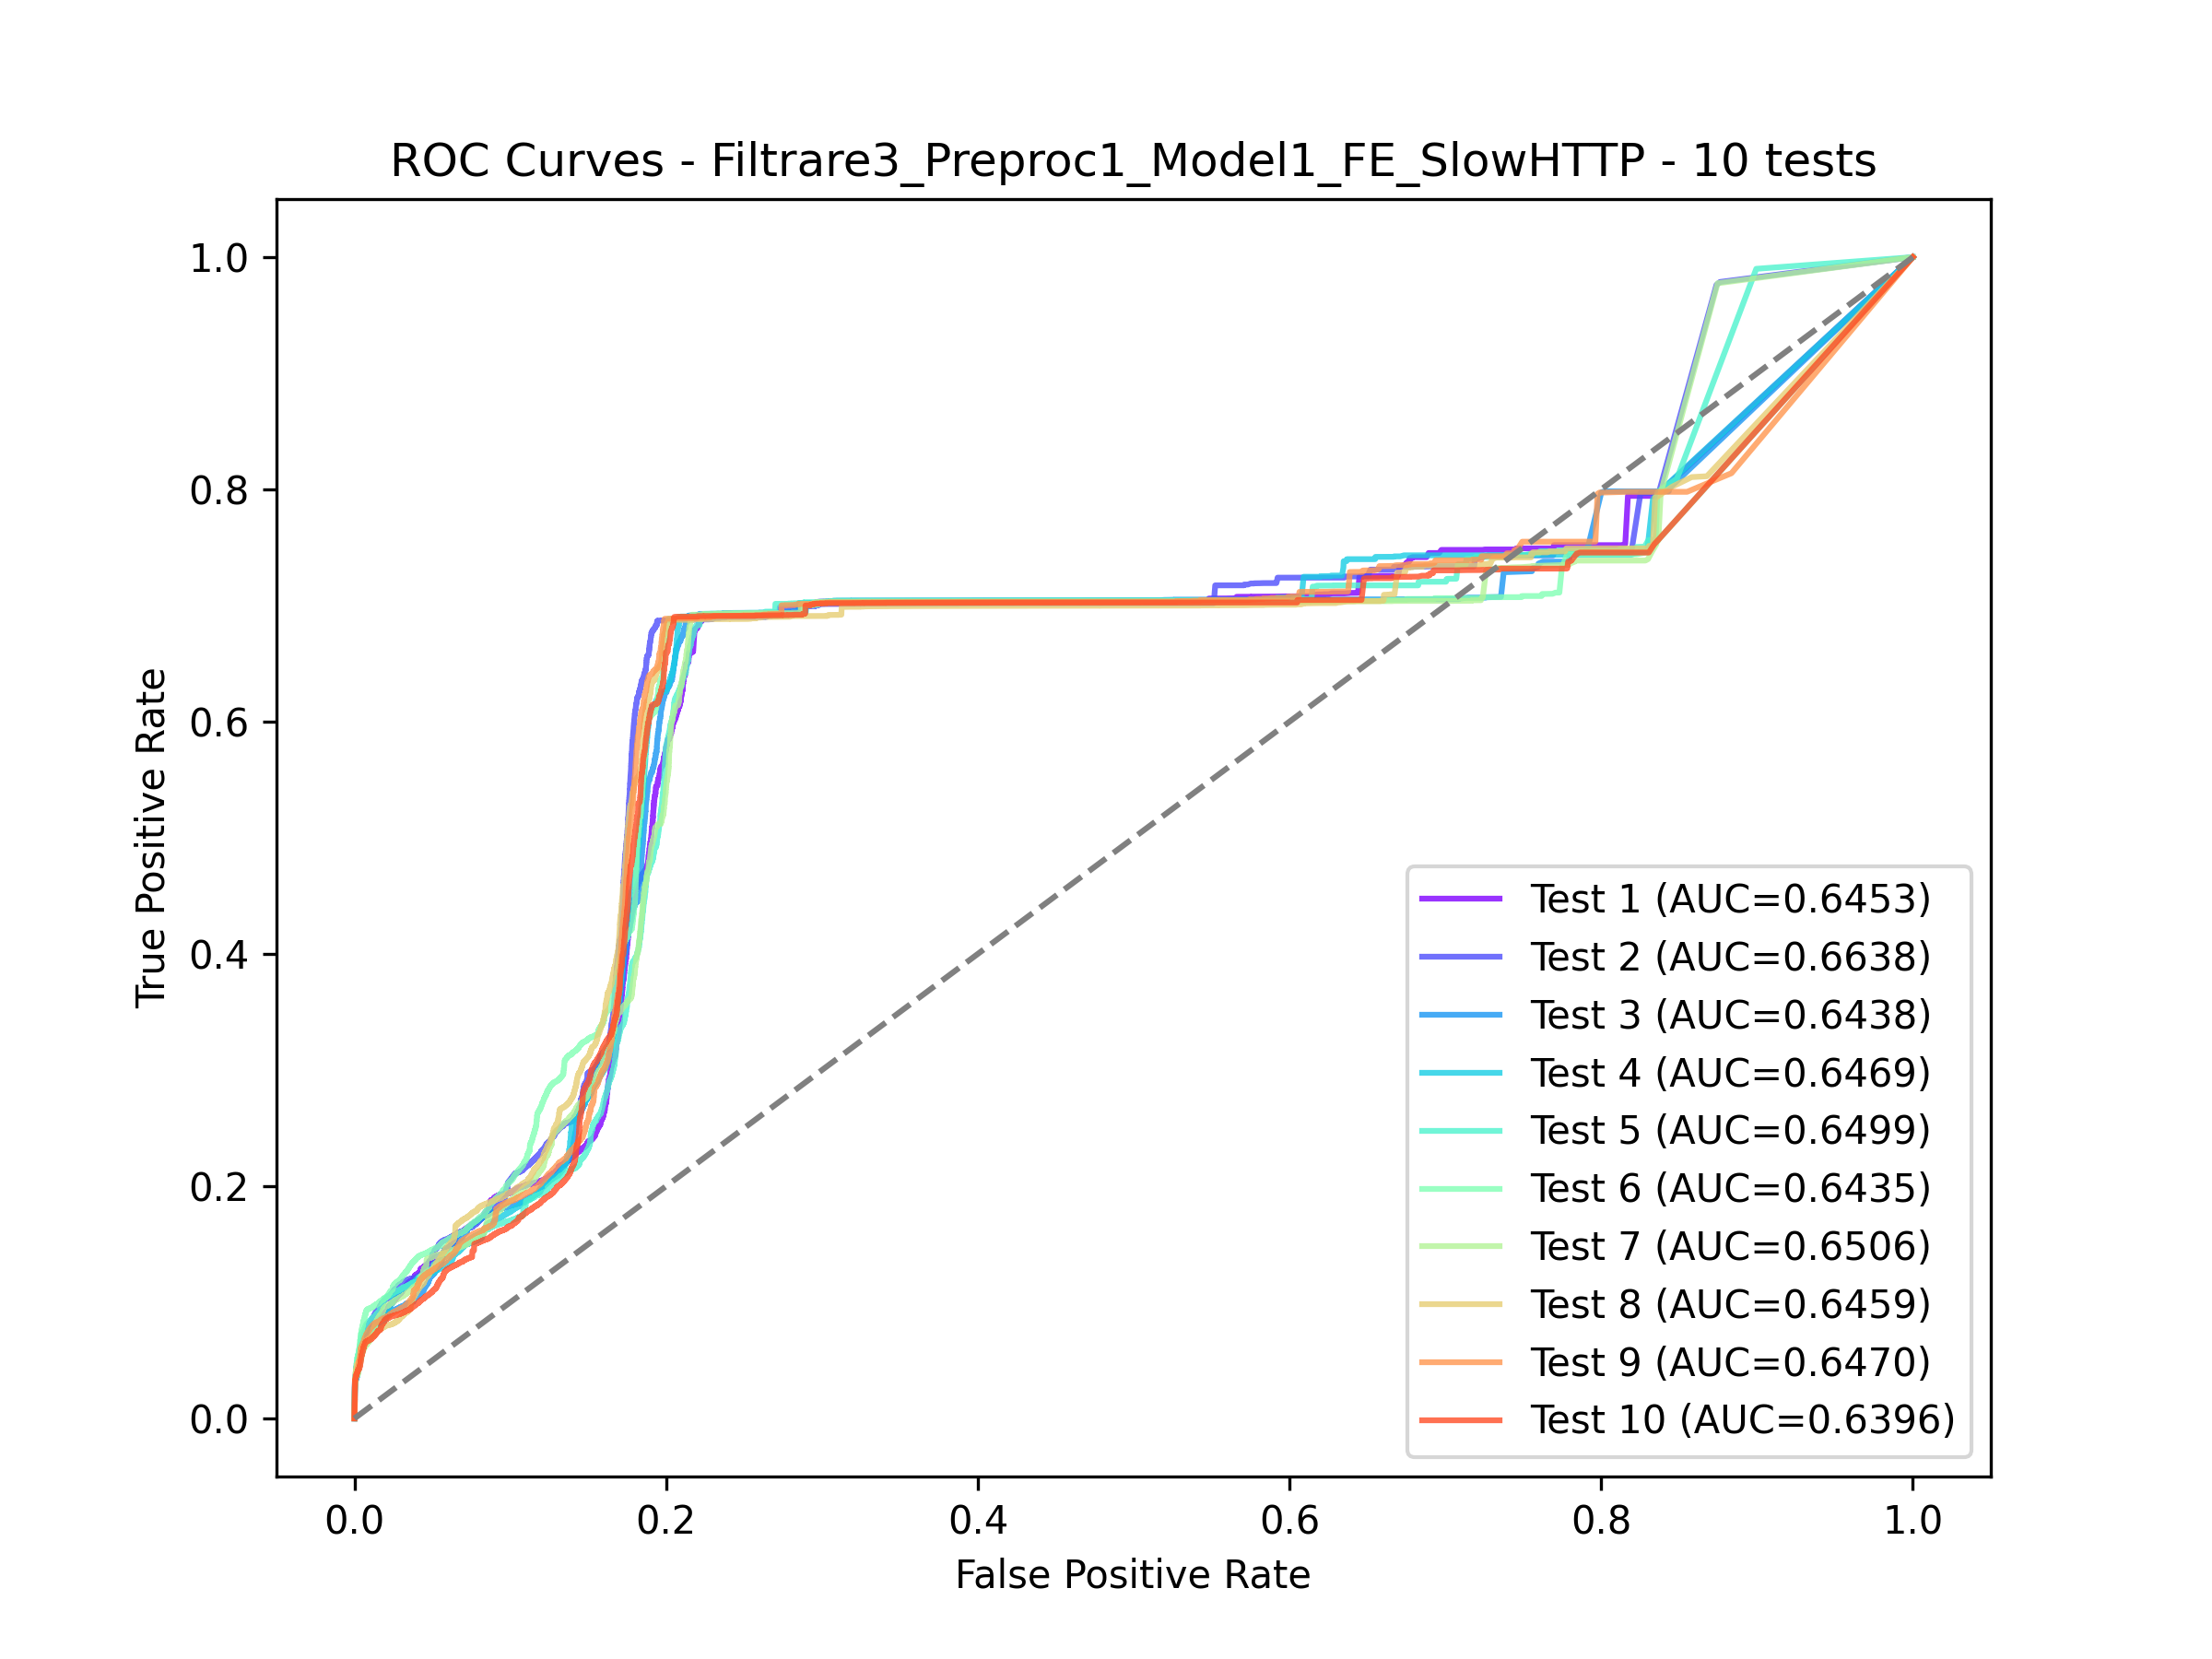 ROC Curves - Filtrare3_Preproc1_Model1_FE_SlowHTTP - 10 tests
1.0
0.8
0.6
0.4
0.2
0.0
True Positive Rate
Test 1 (AUC=0.6453)
Test 2 (AUC=0.6638)
Test 3 (AUC=0.6438)
Test 4 (AUC=0.6469)
Test 5 (AUC=0.6499)
Test 6 (AUC=0.6435)
Test 7 (AUC=0.6506)
Test 8 (AUC=0.6459)
Test 9 (AUC=0.6470)
Test 10 (AUC=0.6396)
0.0 0.2 0.4 0.6 0.8 1.0
False Positive Rate